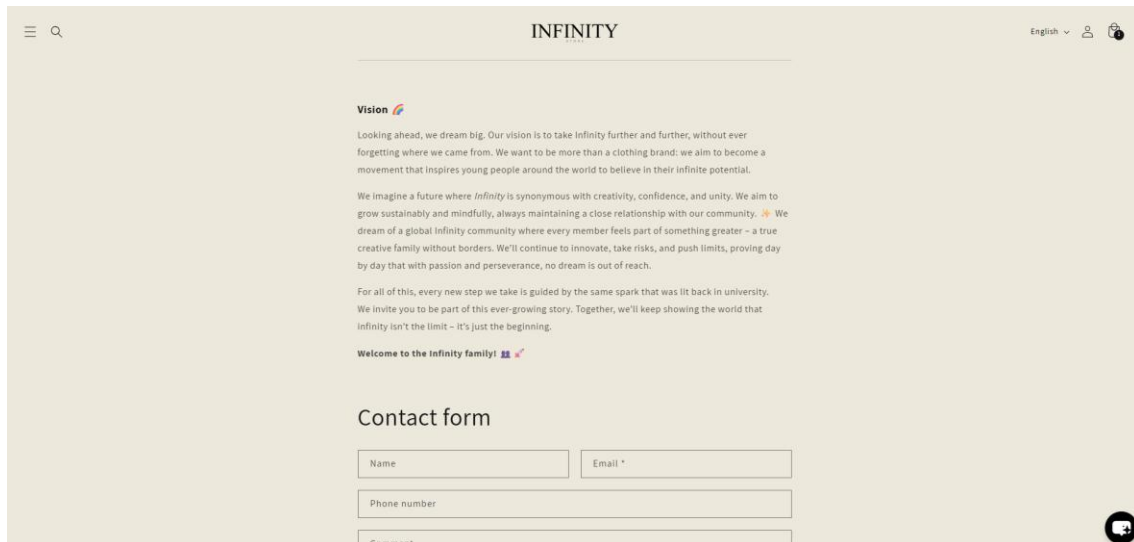 INFINITY
English
1
Vision 🌈
Looking ahead, we dream big. Our vision is to take Infinity further and further, without ever
forgetting where we came from. We want to be more than a clothing brand: we aim to become a
movement that inspires young people around the world to believe in their infinite potential.
We imagine a future where Infinity is synonymous with creativity, confidence, and unity. We aim to
grow sustainably and mindfully, always maintaining a close relationship with our community. ✨ We
dream of a global Infinity community where every member feels part of something greater – a true
creative family without borders. We'll continue to innovate, take risks, and push limits, proving day
by day that with passion and perseverance, no dream is out of reach.
For all of this, every new step we take is guided by the same spark that was lit back in university.
We invite you to be part of this ever-growing story. Together, we'll keep showing the world that
infinity isn't the limit – it's just the beginning.
Welcome to the Infinity family!
Contact form
Name
Email *
Phone number